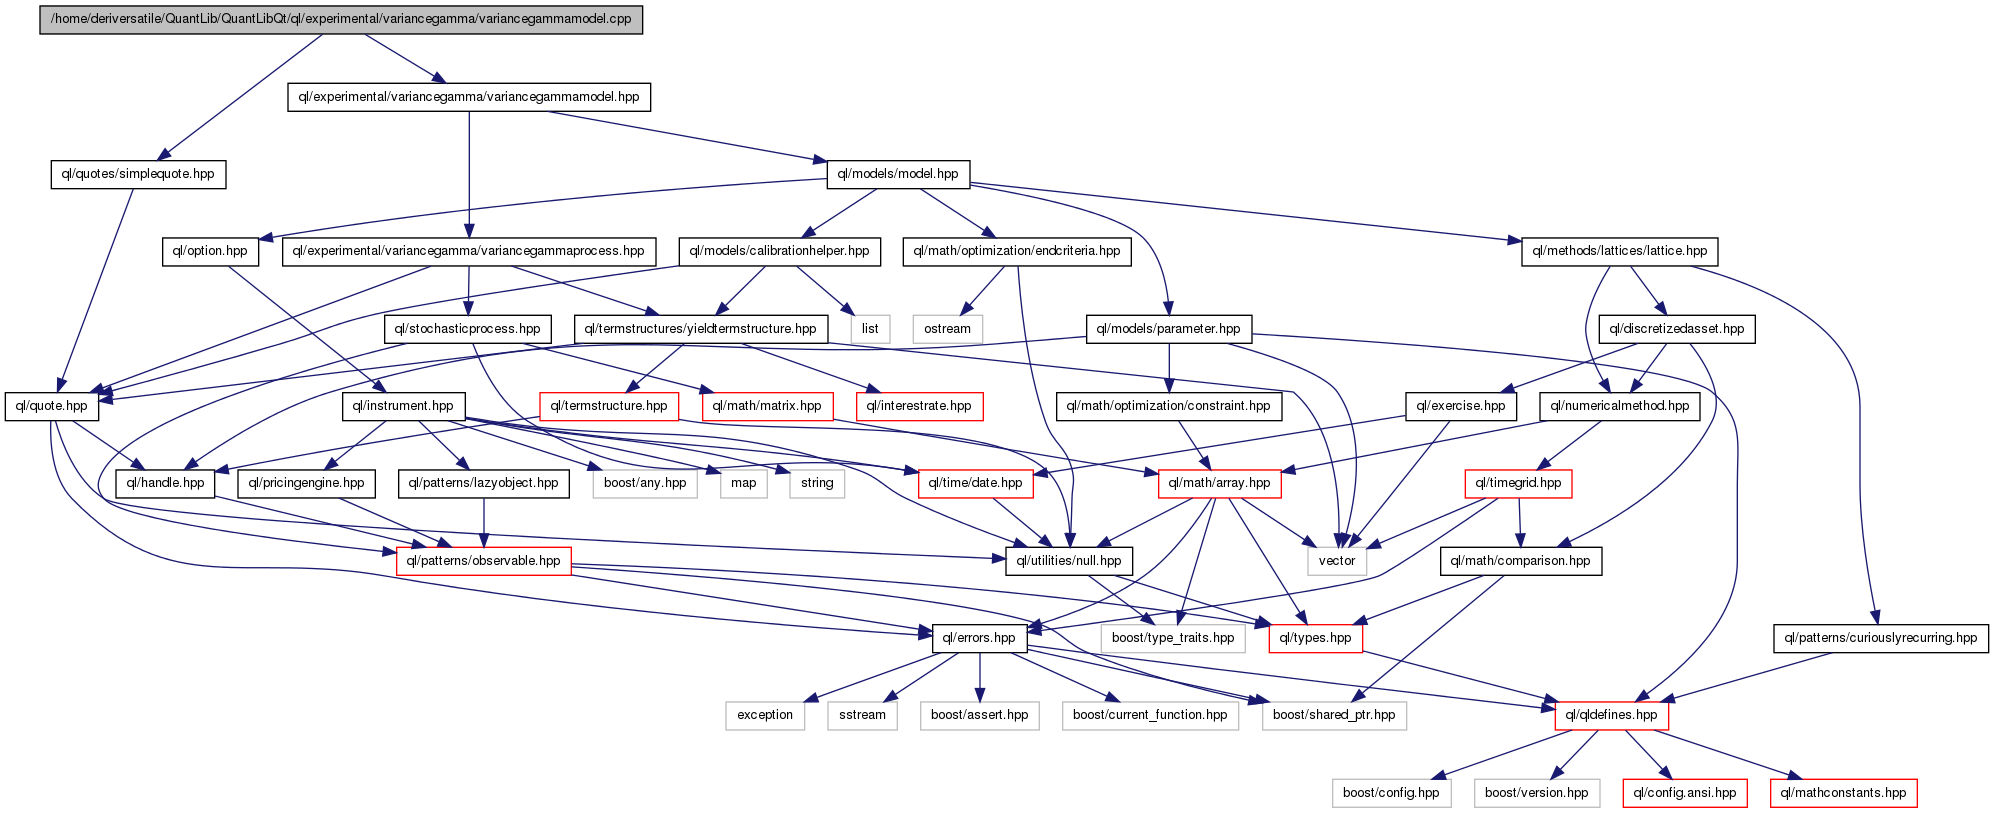 /home/deriversatile/QuantLib/QuantLibQt/ql/experimental/variancegamma/variancegammamodel.cpp
ql/experimental/variancegamma/variancegammamodel.hpp
ql/quotes/simplequote.hpp
ql/models/model.hpp
ql/option.hpp
ql/experimental/variancegamma/variancegammaprocess.hpp
ql/models/calibrationhelper.hpp
ql/math/optimization/endcriteria.hpp
ql/methods/lattices/lattice.hpp
ql/stochasticprocess.hpp
ql/termstructures/yieldtermstructure.hpp
list
ostream
ql/models/parameter.hpp
ql/discretizedasset.hpp
ql/quote.hpp
ql/instrument.hpp
ql/termstructure.hpp
ql/math/matrix.hpp
ql/interestrate.hpp
ql/math/optimization/constraint.hpp
ql/exercise.hpp
ql/numericalmethod.hpp
ql/handle.hpp
ql/pricingengine.hpp
ql/patterns/lazyobject.hpp
boost/any.hpp
map
string
ql/time/date.hpp
ql/math/array.hpp
ql/timegrid.hpp
ql/patterns/observable.hpp
ql/utilities/null.hpp
vector
ql/math/comparison.hpp
ql/errors.hpp
boost/type_traits.hpp
ql/types.hpp
ql/patterns/curiouslyrecurring.hpp
exception
sstream
boost/assert.hpp
boost/current_function.hpp
boost/shared_ptr.hpp
ql/qldefines.hpp
boost/config.hpp
boost/version.hpp
ql/config.ansi.hpp
ql/mathconstants.hpp